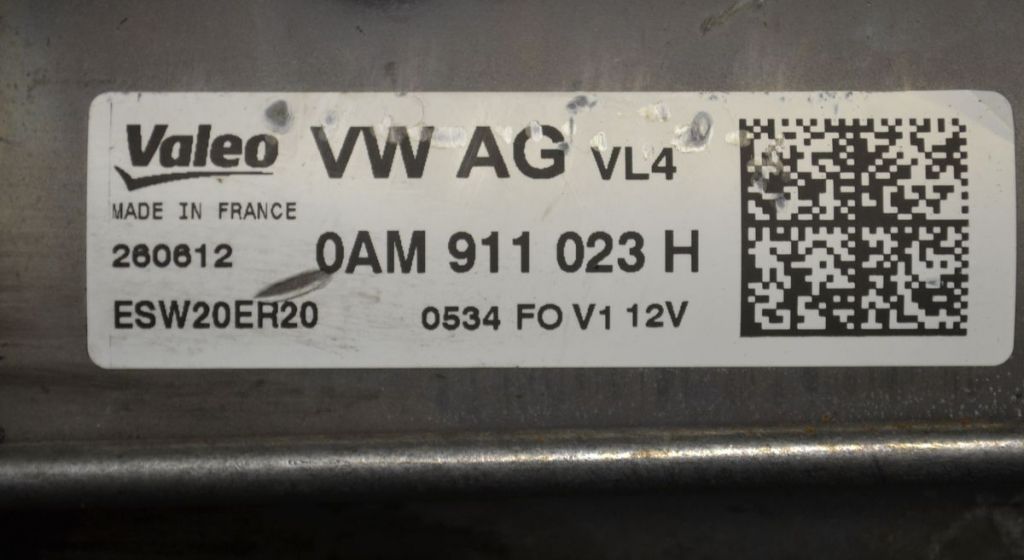 Valeo VW AG VL4
MADE IN FRANCE
260612 0AM 911 023 H
ESW20ER20 0534 FO V1 12V